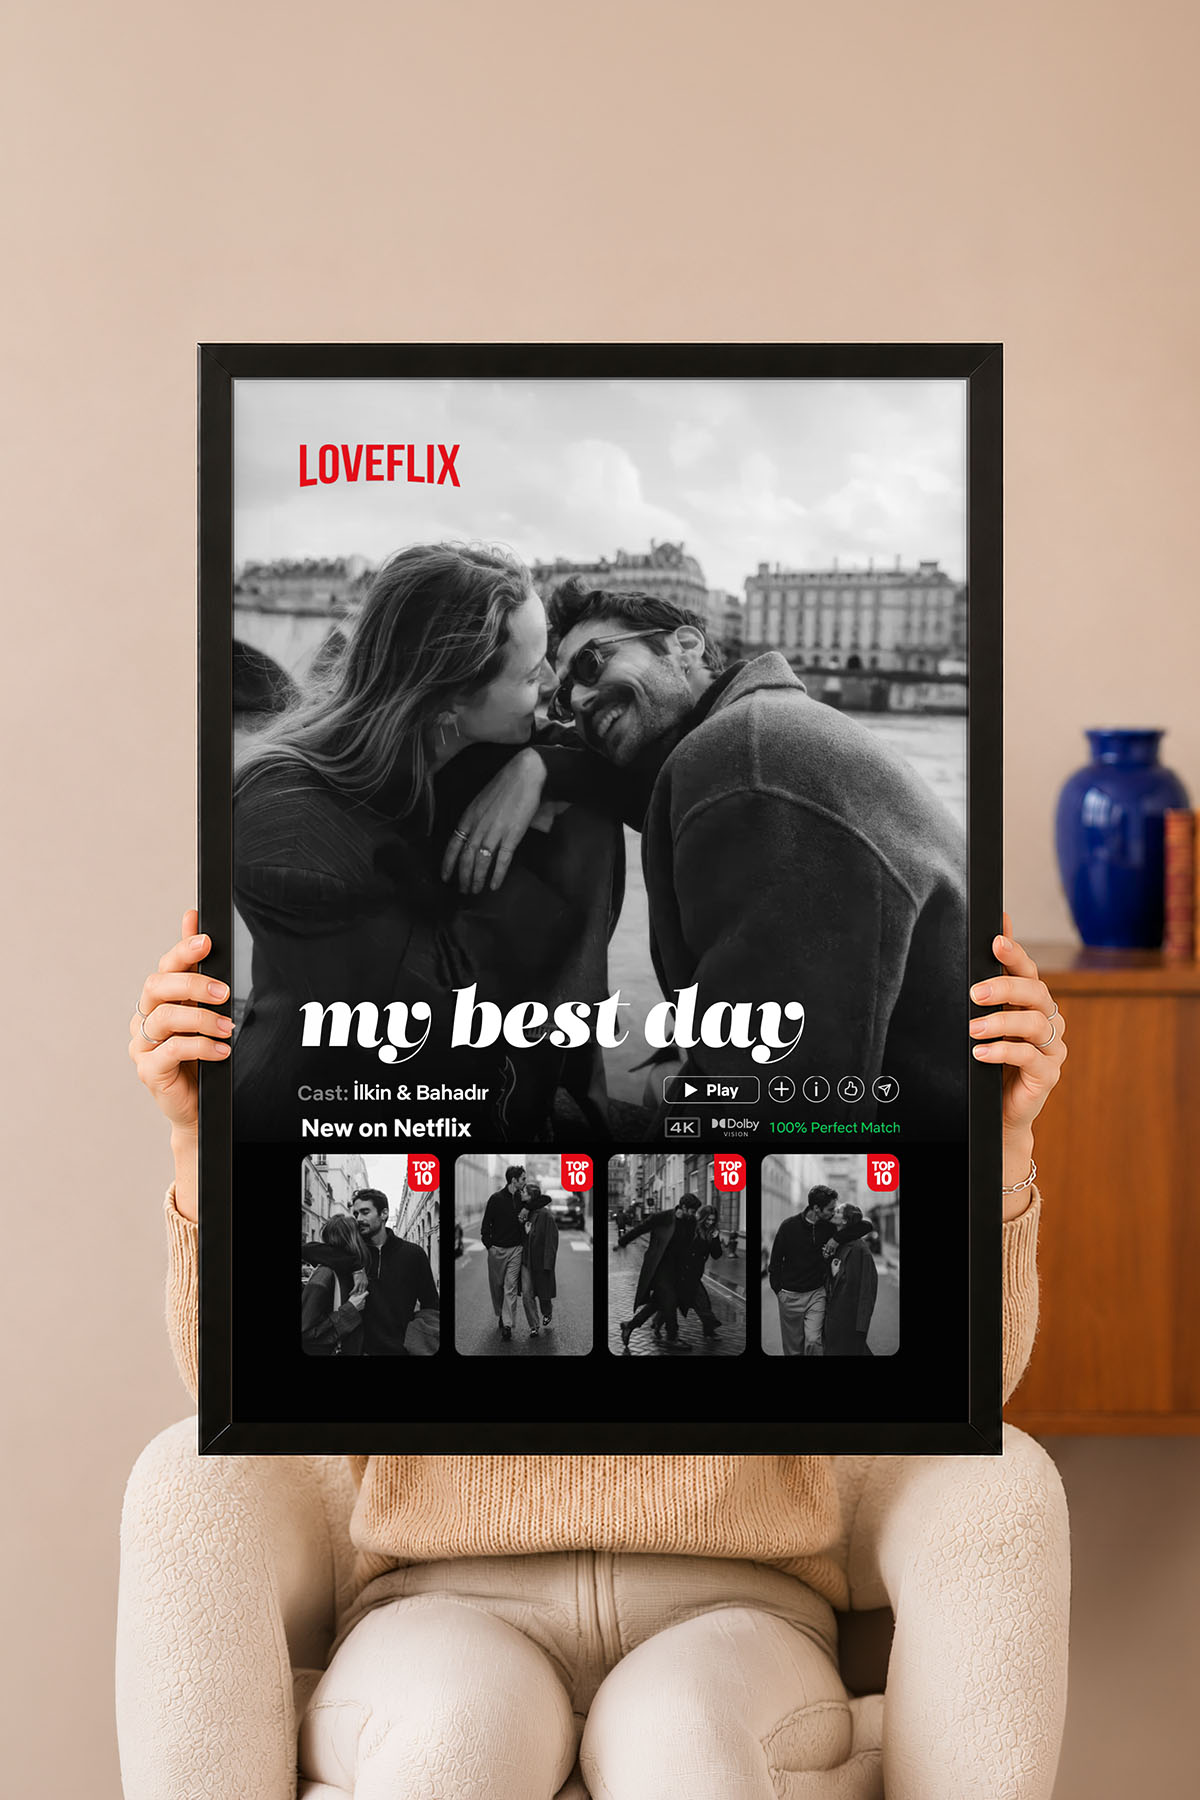 LOVEFLIX
my best day
Cast: İlkin & Bahadır
Play
New on Netflix
4K
Dolby
VISION
100% Perfect Match
TOP
10
TOP
10
TOP
10
TOP
10